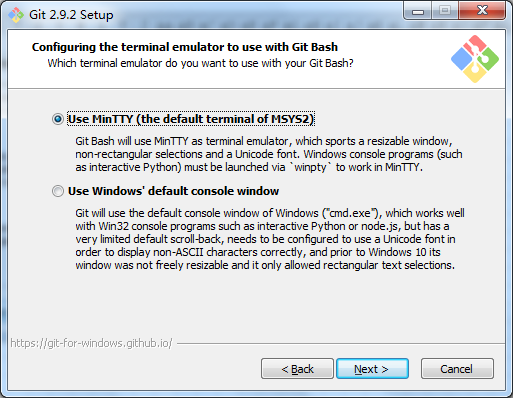 Git 2.9.2 Setup
Configuring the terminal emulator to use with Git Bash
Which terminal emulator do you want to use with your Git Bash?
Use MinTTY (the default terminal of MSYS2)
Git Bash will use MinTTY as terminal emulator, which sports a resizable window,
non-rectangular selections and a Unicode font. Windows console programs (such
as interactive Python) must be launched via `winpty` to work in MinTTY.
Use Windows' default console window
Git will use the default console window of Windows ("cmd.exe"), which works well
with Win32 console programs such as interactive Python or node.js, but has a
very limited default scroll-back, needs to be configured to use a Unicode font in
order to display non-ASCII characters correctly, and prior to Windows 10 its
window was not freely resizable and it only allowed rectangular text selections.
https://git-for-windows.github.io/
< Back
Next >
Cancel